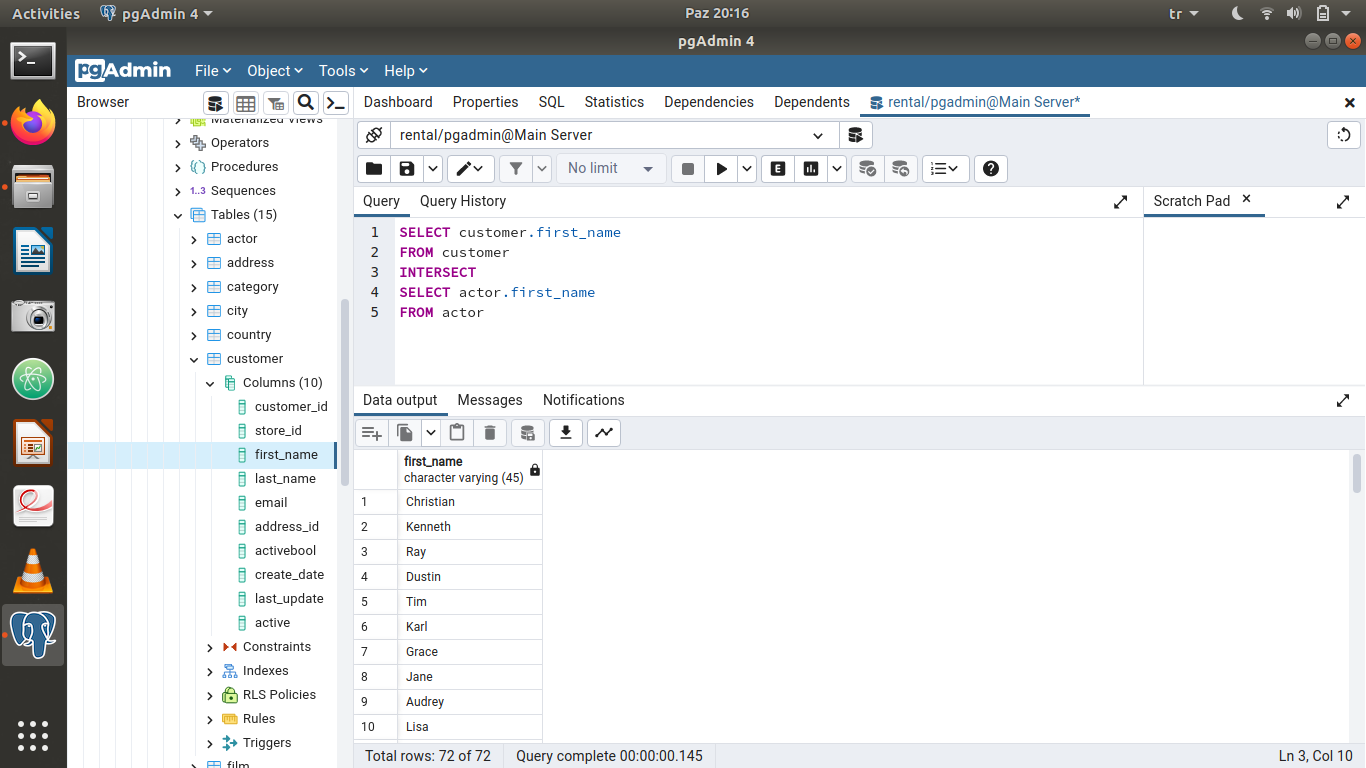 Activities pgAdmin 4 Paz 20:16 tr
pgAdmin 4
pgAdmin File Object Tools Help
Browser Dashboard Properties SQL Statistics Dependencies Dependents rental/pgadmin@Main Server*
Materialized Views
Operators
Procedures
1..3 Sequences
Tables (15)
actor
address
category
city
country
customer
Columns (10)
customer_id
store_id
first_name
last_name
email
address_id
activebool
create_date
last_update
active
Constraints
Indexes
RLS Policies
Rules
Triggers
film
rental/pgadmin@Main Server
No limit E
Query Query History Scratch Pad
1 SELECT customer.first_name
2 FROM customer
3 INTERSECT
4 SELECT actor.first_name
5 FROM actor
Data output Messages Notifications
first_name
character varying (45)
1 Christian
2 Kenneth
3 Ray
4 Dustin
5 Tim
6 Karl
7 Grace
8 Jane
9 Audrey
10 Lisa
Total rows: 72 of 72 Query complete 00:00:00.145 Ln 3, Col 10